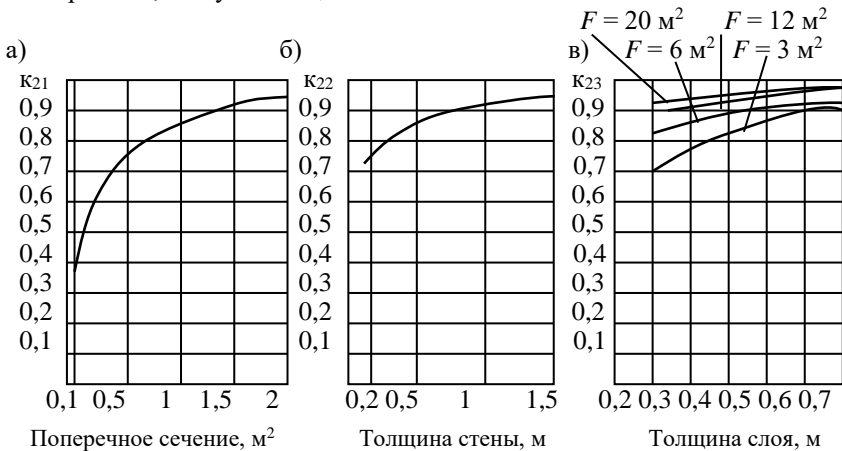 F = 20 м² F = 12 м²
а) б) в) F = 6 м² F = 3 м²
к21 к22 к23
0,9 0,9 0,9
0,8 0,8 0,8
0,7 0,7 0,7
0,6 0,6 0,6
0,5 0,5 0,5
0,4 0,4 0,4
0,3 0,3 0,3
0,2 0,2 0,2
0,1 0,1 0,1
0,1 0,5 1 1,5 2 0,2 0,5 1 1,5 0,2 0,3 0,4 0,5 0,6 0,7
Поперечное сечение, м² Толщина стены, м Толщина слоя, м